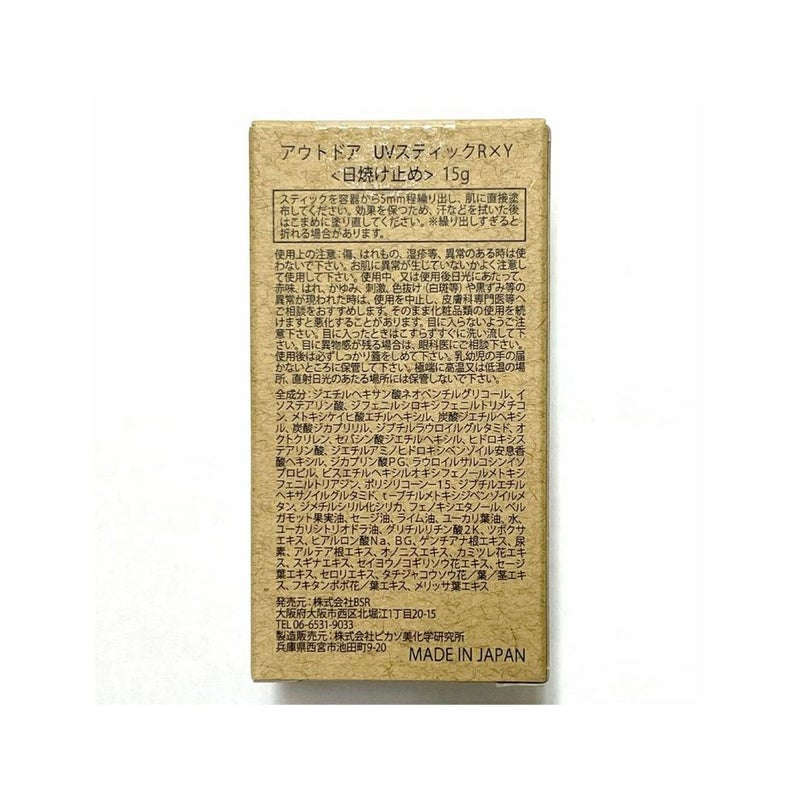 アウトドア UVスティックR×Y
<日焼け止め> 15g
スティックを容器から5mm程繰り出し、肌に直接塗
布してください。効果を保つため、汗などを拭いた後
はこまめに塗り直してください。※繰り出しすぎると
折れる場合があります。
使用上の注意:傷、はれもの、湿疹等、異常のある時は使
わないで下さい。お肌に異常が生じていないかよく注意し
て使用して下さい。使用中、又は使用後日光にあたって、
赤味、はれ、かゆみ、刺激、色抜け(白斑等)や黒ずみ等の
異常が現われた時は、使用を中止し、皮膚科専門医等へ
ご相談をおすすめします。そのまま化粧品類の使用を続
けますと悪化することがあります。目に入らないようご注
意下さい。目に入ったときはこすらずすぐに洗い流して下
さい。目に異物感が残る場合は、眼科医にご相談下さい。
使用後は必ずしっかり蓋をしめて下さい。乳幼児の手の届
かないところに保管して下さい。極端に高温又は低温の場
所、直射日光のあたる場所には保管しないで下さい。
全成分:ジエチルヘキサン酸ネオペンチルグリコール、イ
ソステアリン酸、ジフェニルシロキシフェニルトリメチコ
ン、メトキシケイヒ酸エチルヘキシル、炭酸ジエチルヘキシ
ル、炭酸ジカプリリル、ジブチルラウロイルグルタミド、オ
クトクリレン、セバシン酸ジエチルヘキシル、ヒドロキシス
テアリン酸、ジエチルアミノヒドロキシベンゾイル安息香
酸ヘキシル、ジカプリン酸PG、ラウロイルサルコシンイソ
プロピル、ビスエチルヘキシルオキシフェノールメトキシフ
ェニルトリアジン、ポリシリコーン-15、ジブチルエチル
ヘキサノイルグルタミド、t-ブチルメトキシジベンゾイルメ
タン、ジメチルシリル化シリカ、フェノキシエタノール、ベル
ガモット果実油、セージ油、ライム油、ユーカリ葉油、水、
ユーカリシトリオドラ油、グリチルリチン酸2K、ツボクサ
エキス、ヒアルロン酸Na、BG、ゲンチアナ根エキス、尿
素、アルテア根エキス、オノニスエキス、カミツレ花エキ
ス、スギナエキス、セイヨウノコギリソウ花エキス、セージ
葉エキス、セロリエキス、タチジャコウソウ花/葉/茎エキ
ス、フキタンポポ花/葉エキス、メリッサ葉エキス
発売元:株式会社BSR
大阪府大阪市西区北堀江1丁目20-15
TEL 06-6531-9033
製造販売元:株式会社ピカソ美化学研究所
兵庫県西宮市池田町9-20
MADE IN JAPAN